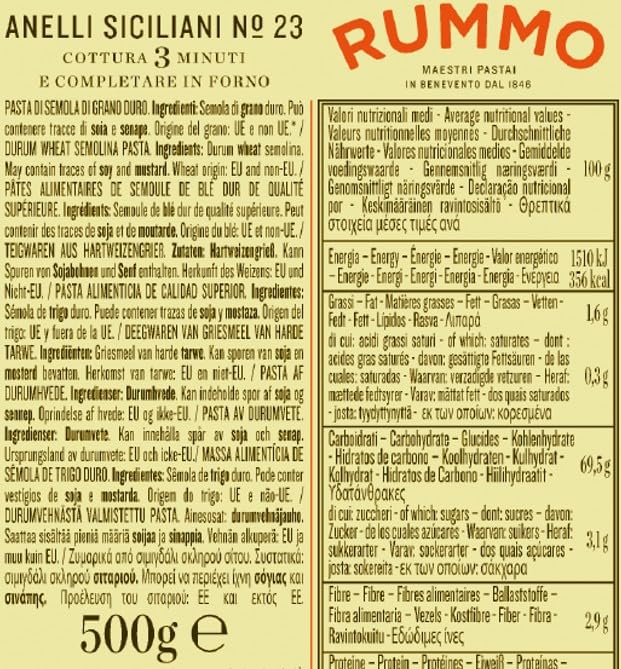 ANELLI SICILIANI Nº 23
COTTURA 3 MINUTI
E COMPLETARE IN FORNO
PASTA DI SEMOLA DI GRANO DURO. Ingredienti: Semola di grano duro. Può
contenere tracce di soia e senape. Origine del grano: UE e non UE.* /
DURUM WHEAT SEMOLINA PASTA. Ingredients: Durum wheat semolina.
May contain traces of soy and mustard. Wheat origin: EU and non-EU. /
PÂTES ALIMENTAIRES DE SEMOULE DE BLÉ DUR DE QUALITÉ
SUPÉRIEURE. Ingrédients: Semoule de blé dur de qualité supérieure. Peut
contenir des traces de soja et de moutarde. Origine du blé: UE et non-UE. /
TEIGWAREN AUS HARTWEIZENGRIEẞ. Zutaten: Hartweizengrieß. Kann
Spuren von Sojabohnen und Senf enthalten. Herkunft des Weizens: EU und
Nicht-EU. / PASTA ALIMENTICIA DE CALIDAD SUPERIOR. Ingredientes:
Sémola de trigo duro. Puede contener trazas de soja y mostaza. Origen del
trigo: UE y fuera de la UE. / DEEGWAREN VAN GRIESMEEL VAN HARDE
TARWE. Ingrediënten: Griesmeel van harde tarwe. Kan sporen van soja en
mosterd bevatten. Herkomst van tarwe: EU en niet-EU. / PASTA AF
DURUMHVEDE. Ingredienser: Durumhvede. Kan indeholde spor af soja og
sennep. Oprindelse af hvede: EU og ikke-EU. / PASTA AV DURUMVETE.
Ingredienser: Durumvete. Kan innehålla spår av soja och senap.
Ursprungsland av durumvete: EU och icke-EU./ MASSA ALIMENTÍCIA DE
SÊMOLA DE TRIGO DURO. Ingredientes: Sêmola de trigo duro. Pode conter
vestígios de soja e mostarda. Origem do trigo: UE e não-UE. /
DURUMVEHNÄSTÄ VALMISTETTU PASTA. Ainesosat: durumvehnäjauho.
Saattaa sisältää pieniä määriä soijaa ja sinappia. Vehnän alkuperä: EU ja
muu kuin EU. / Ζυμαρικά από σιμιγδάλι σκληρού σίτου. Συστατικά:
σιμιγδάλι σκληρού σιταριού. Μπορεί να περιέχει ίχνη σόγιας και
σινάπης. Προέλευση του σιταριού: ΕΕ και εκτός ΕΕ.
500g ℮
RUMMO
MAESTRI PASTAI
IN BENEVENTO DAL 1846
Valori nutrizionali medi - Average nutritional values -
Valeurs nutritionnelles moyennes - Durchschnittliche
Nährwerte - Valores nutricionales medios - Gemiddelde
voedingswaarde - Gennemsnitlig næringsværdi -
Genomsnittligt näringsvärde - Declaração nutricional
por - Keskimääräinen ravintosisältö - Θρεπτικά
στοιχεία μέσες τιμές ανά
100 g
Energia – Energy – Énergie – Energie - Valor energético
– Energie - Energi - Energi - Energia - Energia - Ενέργεια
1510 kJ
356 kcal
Grassi – Fat - Matières grasses – Fett – Grasas – Vetten -
Fedt - Fett - Lípidos - Rasva - Λιπαρά
1,6 g
di cui: acidi grassi saturi - of which: saturates – dont :
acides gras saturés - davon: gesättigte Fettsäuren - de las
cuales: saturadas - Waarvan: verzadigde vetzuren – Heraf:
mættede fedtsyrer - Varav: mättat fett - dos quais saturados
- josta: tyydyttynyttä - εκ των οποίων: κορεσμένα
0,3 g
Carboidrati – Carbohydrate – Glucides – Kohlenhydrate
- Hidratos de carbono – Koolhydraten - Kulhydrat -
Kolhydrat - Hidratos de Carbono - Hiilihydraatit -
Υδατάνθρακες
69,5 g
di cui: zuccheri - of which: sugars – dont: sucres – davon:
Zucker - de los cuales azúcares - Waarvan: suikers - Heraf:
sukkerarter - Varav: sockerarter - dos quais açúcares -
josta: sokereita - εκ των οποίων: σάκχαρα
3,1 g
Fibre – Fibre – Fibres alimentaires – Ballaststoffe –
Fibra alimentaria – Vezels - Kostfibre - Fiber - Fibra -
Ravintokuitu - Εδώδιμες ίνες
2,9 g
Proteine – Protein – Protéines – Eiweiß – Proteínas –